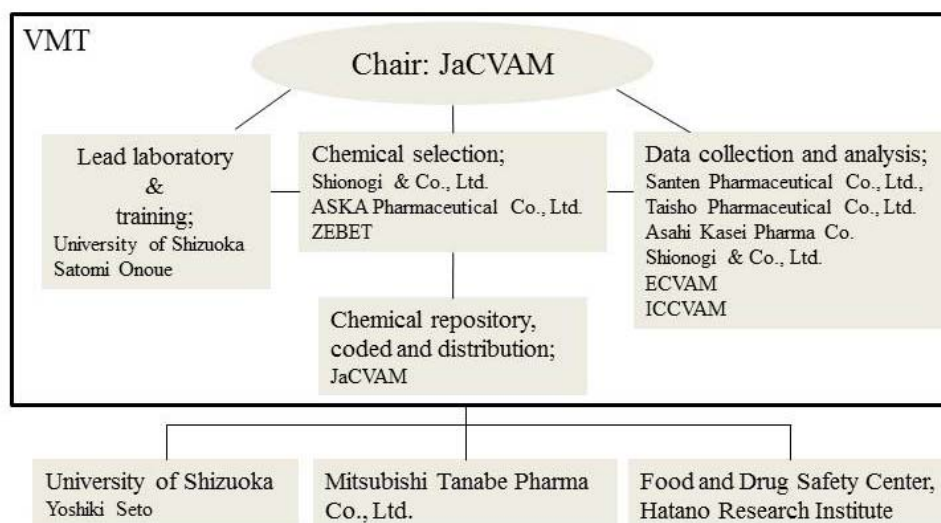 VMT
Chair: JaCVAM
Lead laboratory
&
training;
University of Shizuoka
Satomi Onoue
Chemical selection;
Shionogi & Co., Ltd.
ASKA Pharmaceutical Co., Ltd.
ZEBET
Data collection and analysis;
Santen Pharmaceutical Co., Ltd.,
Taisho Pharmaceutical Co., Ltd.
Asahi Kasei Pharma Co.
Shionogi & Co., Ltd.
ECVAM
ICCVAM
Chemical repository,
coded and distribution;
JaCVAM
University of Shizuoka
Yoshiki Seto
Mitsubishi Tanabe Pharma
Co., Ltd.
Food and Drug Safety Center,
Hatano Research Institute